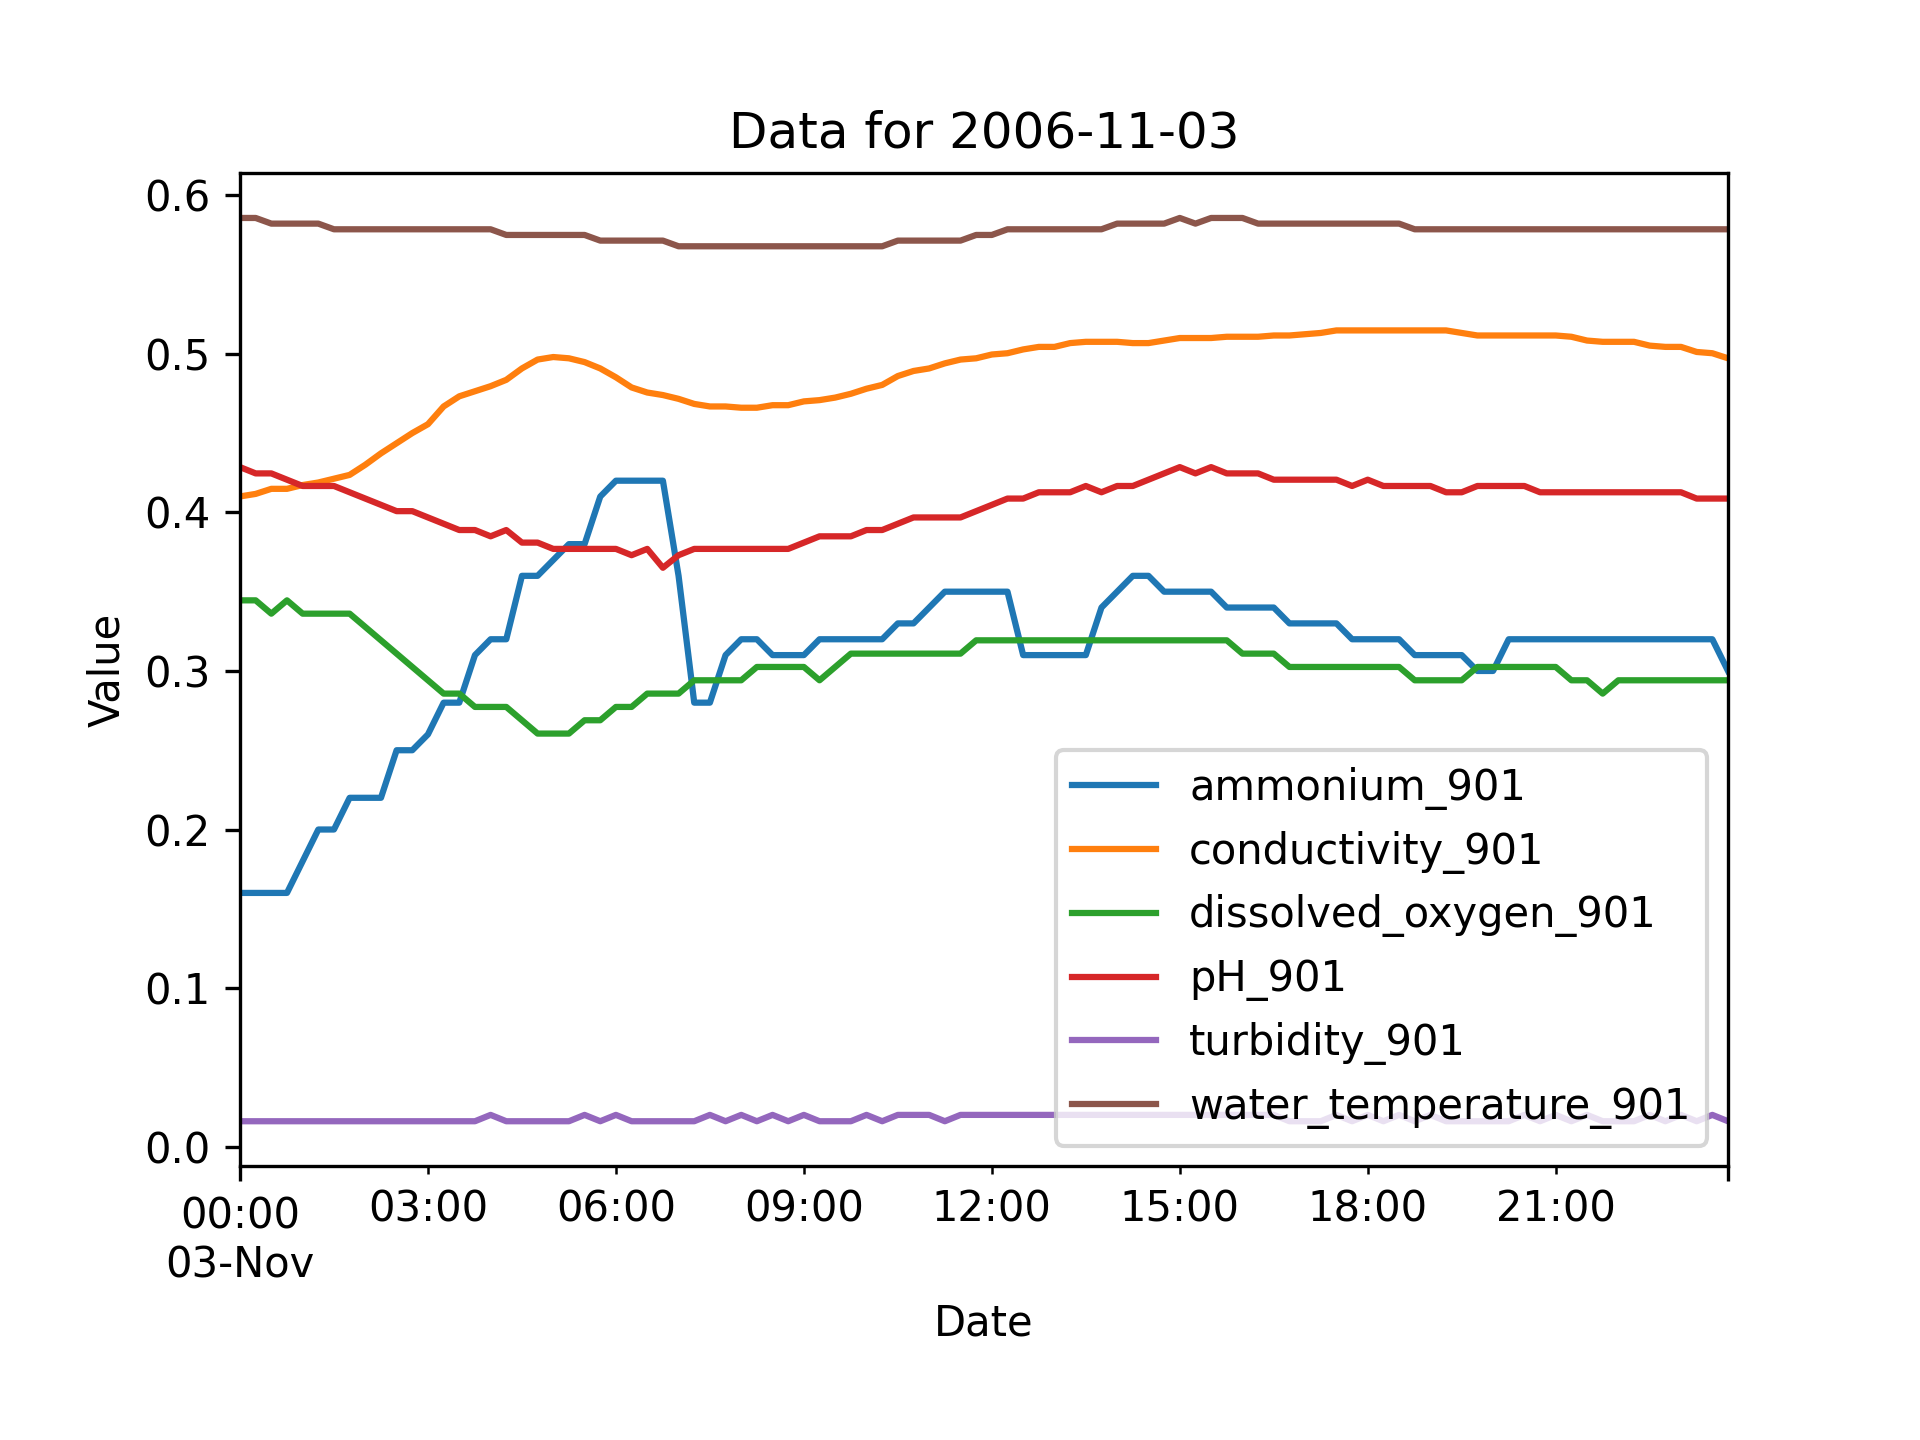 Data for 2006-11-03
0.6
0.5
0.4
0.3
0.2
0.1
0.0
Value
ammonium_901
conductivity_901
dissolved_oxygen_901
pH_901
turbidity_901
water_temperature_901
00:00 03:00 06:00 09:00 12:00 15:00 18:00 21:00
03-Nov
Date